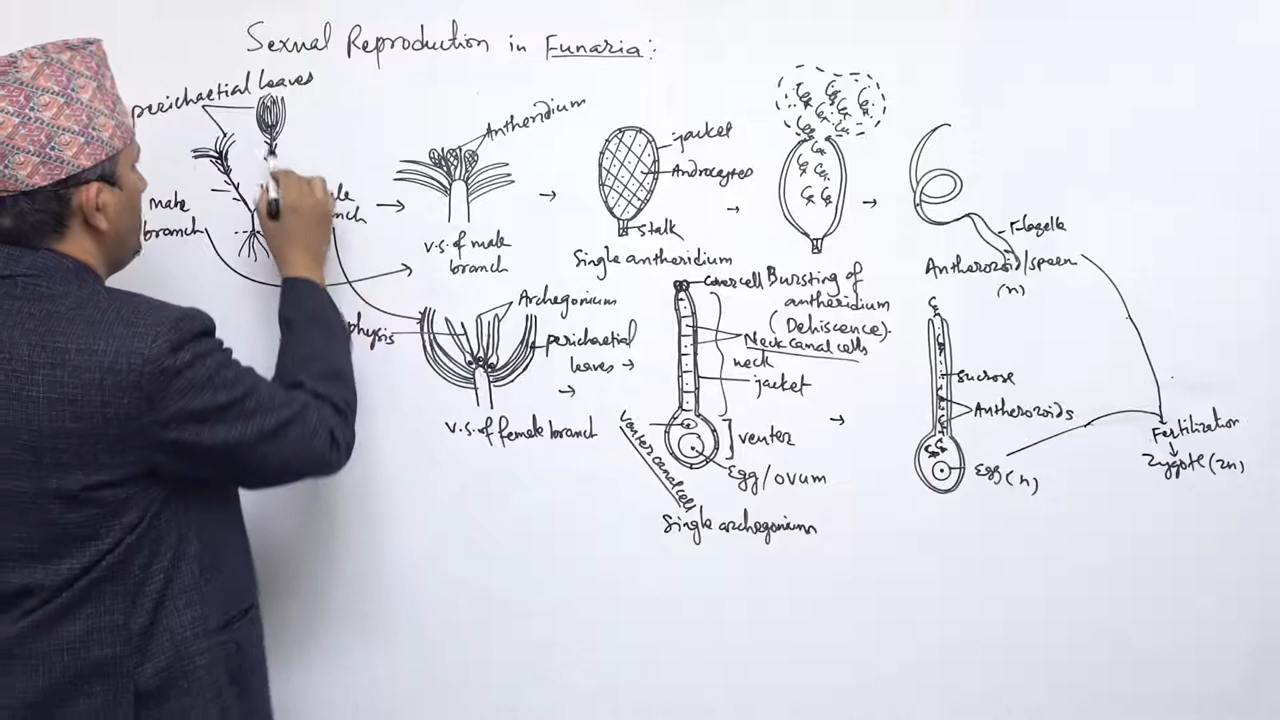 Sexual Reproduction in Funaria:
perichaetial leaves
male
branch
Antheridium
v.s. of male
branch
jacket
Androcytes
stalk
Single antheridium
Bursting of
antheridium
(Dehiscence)
Flagella
Antherozoid/sperm
(n)
physis
Archegonium
perichaetial
leaves
v.s. of female branch
Cover cell
Neck canal cells
neck
jacket
venter
Venter canal cell
Egg/ovum
Single archegonium
Sucrose
Antherozoids
Egg (n)
Fertilization
Zygote (2n)